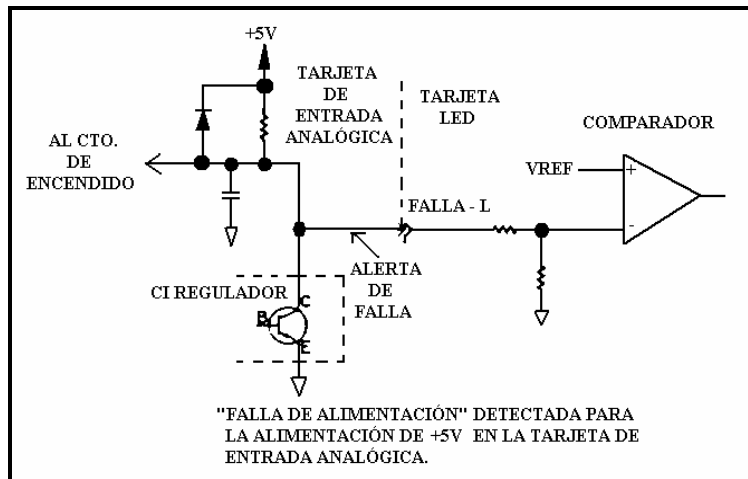 +5V
TARJETA
DE
ENTRADA
ANALÓGICA
TARJETA
LED
AL CTO.
DE
ENCENDIDO
COMPARADOR
VREF
+
-
FALLA - L
ALERTA
DE
FALLA
CI REGULADOR
C
B
E
"FALLA DE ALIMENTACIÓN" DETECTADA PARA
LA ALIMENTACIÓN DE +5V EN LA TARJETA DE
ENTRADA ANALÓGICA.